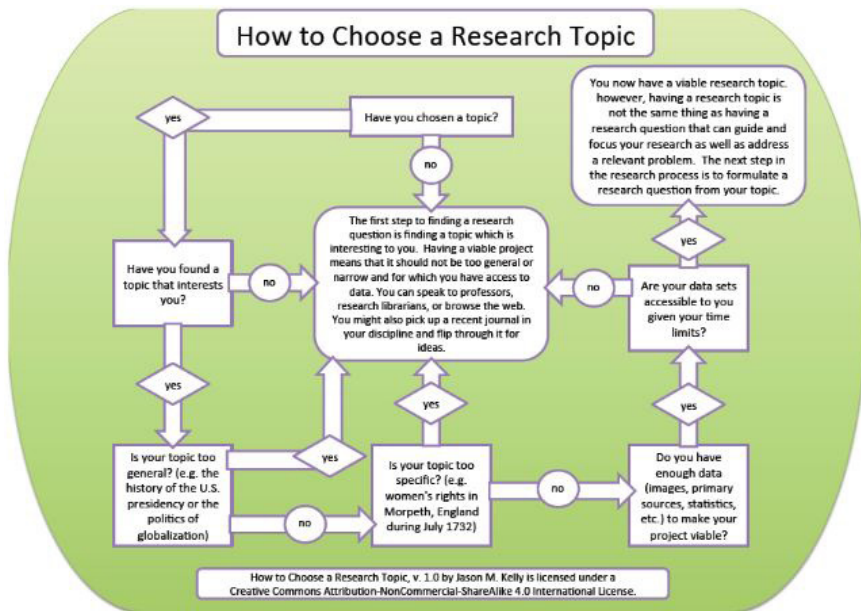 How to Choose a Research Topic
You now have a viable research topic.
however, having a research topic is
not the same thing as having a
research question that can guide and
focus your research as well as address
a relevant problem. The next step in
the research process is to formulate a
research question from your topic.
yes
Have you chosen a topic?
no
The first step to finding a research
question is finding a topic which is
interesting to you. Having a viable project
means that it should not be too general or
narrow and for which you have access to
data. You can speak to professors,
research librarians, or browse the web.
You might also pick up a recent journal in
your discipline and flip through it for
ideas.
yes
Have you found a
topic that interests
you?
no
no
Are your data sets
accessible to you
given your time
limits?
yes
yes
yes
yes
Is your topic too
general? (e.g. the
history of the U.S.
presidency or the
politics of
globalization)
no
Is your topic too
specific? (e.g.
women's rights in
Morpeth, England
during July 1732)
no
Do you have
enough data
(images, primary
sources, statistics,
etc.) to make your
project viable?
How to Choose a Research Topic, v. 1.0 by Jason M. Kelly is licensed under a
Creative Commons Attribution-NonCommercial-ShareAlike 4.0 International License.